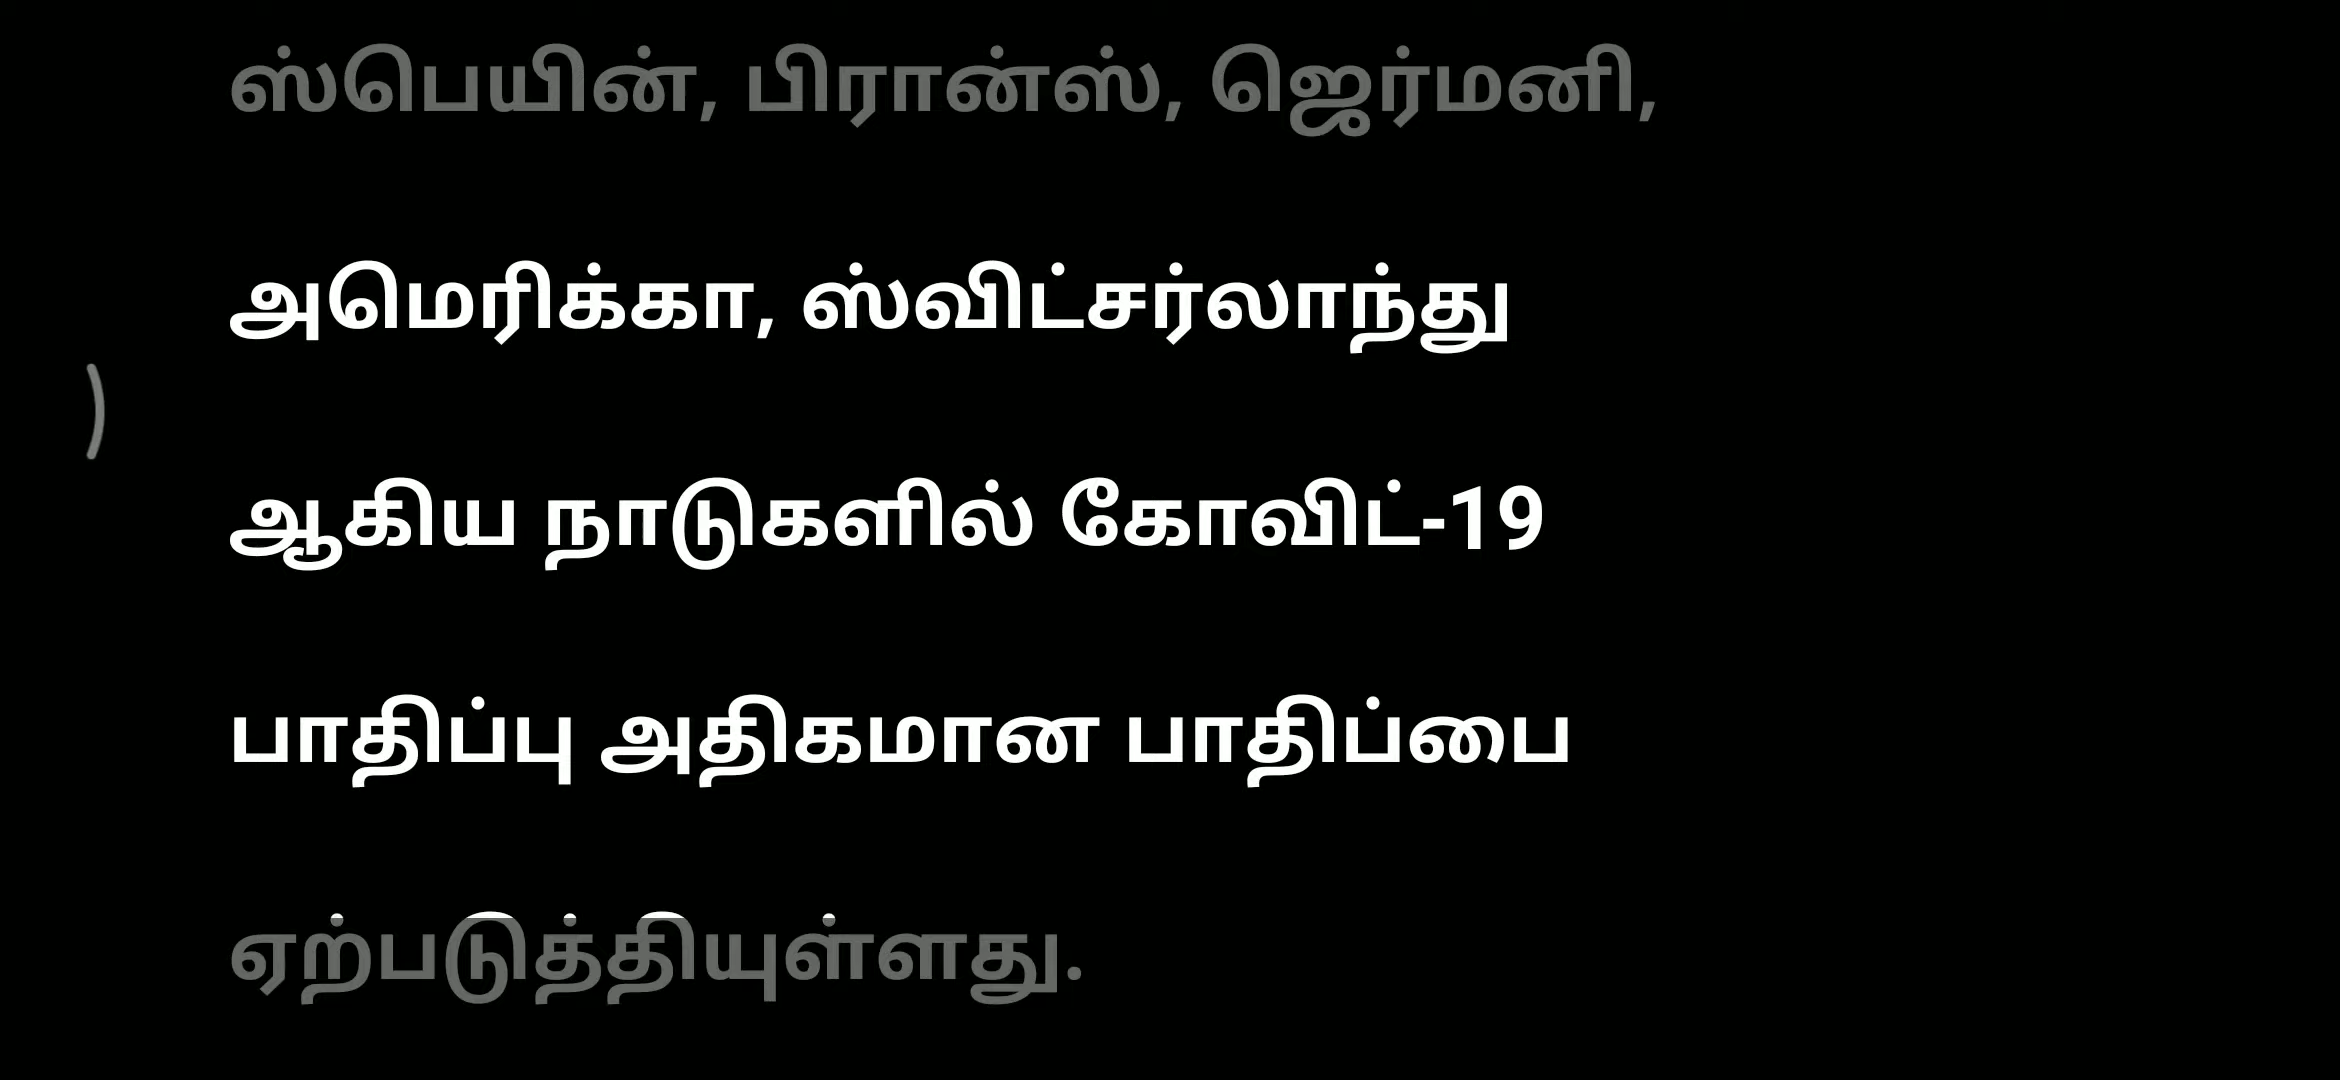 ஸ்பெயின், பிரான்ஸ், ஜெர்மனி,
அமெரிக்கா, ஸ்விட்சர்லாந்து
ஆகிய நாடுகளில் கோவிட்-19
பாதிப்பு அதிகமான பாதிப்பை
ஏற்படுத்தியுள்ளது.